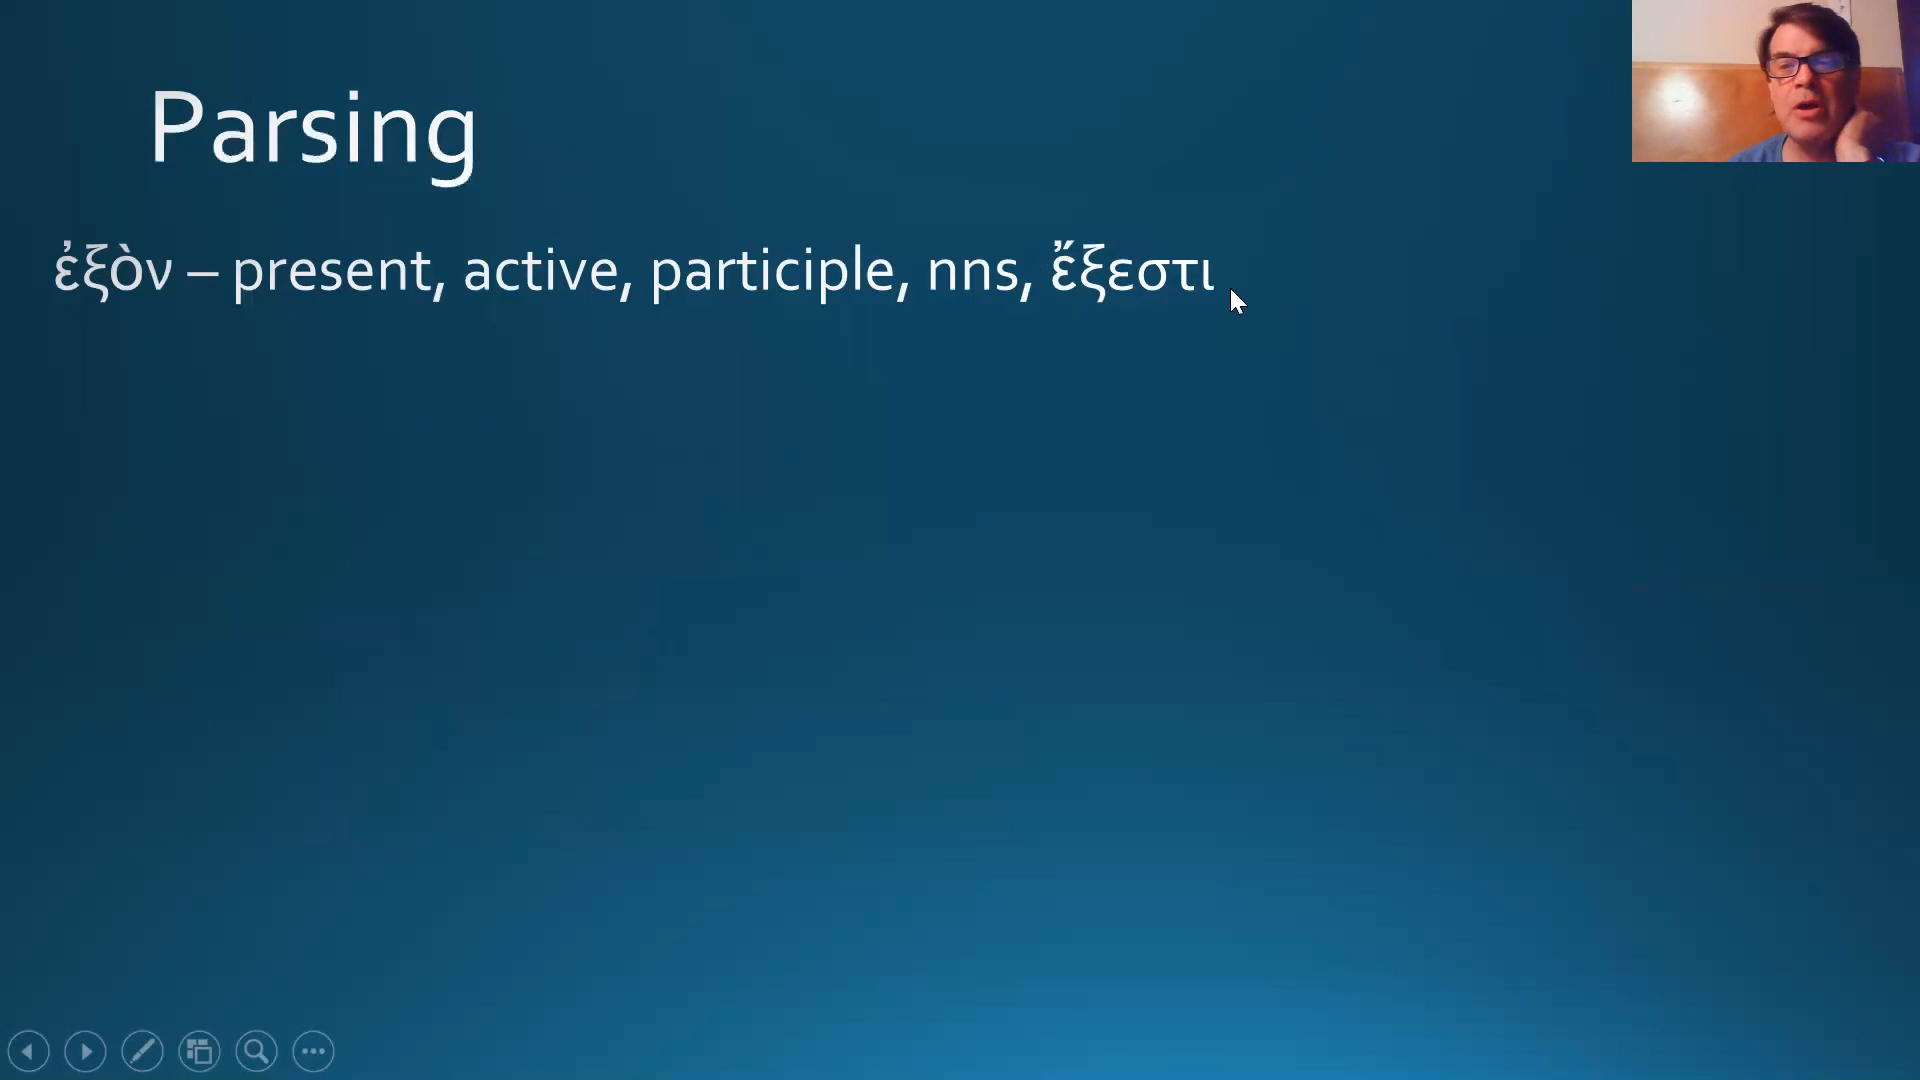 Parsing
ἐξὸν – present, active, participle, nns, ἔξεστι